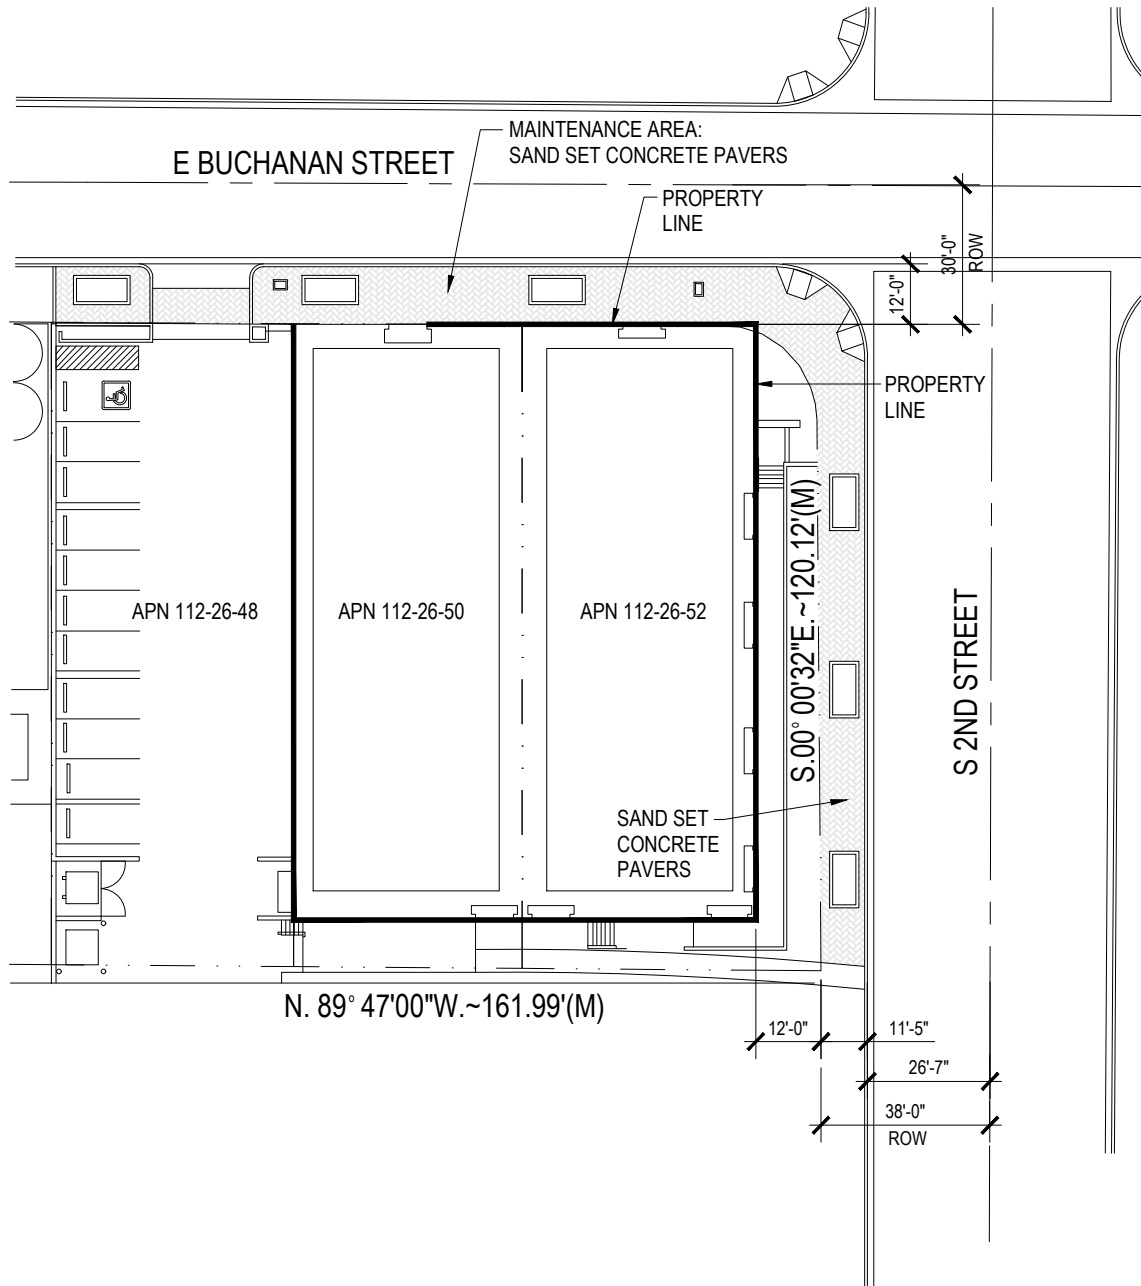 MAINTENANCE AREA:
SAND SET CONCRETE PAVERS
E BUCHANAN STREET
PROPERTY
LINE
30'-0"
ROW
12'-0"
PROPERTY
LINE
APN 112-26-48
APN 112-26-50
APN 112-26-52
S.00° 00'32"E.~120.12'(M)
S 2ND STREET
SAND SET
CONCRETE
PAVERS
N. 89° 47'00"W.~161.99'(M)
12'-0"
11'-5"
26'-7"
38'-0"
ROW